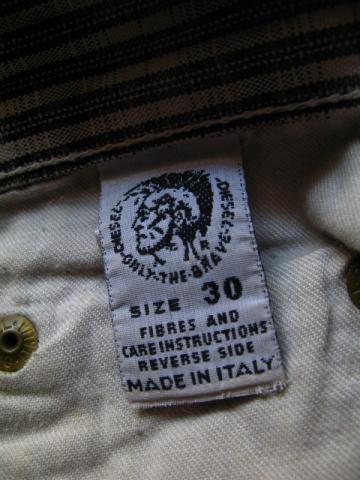 DIESEL
DIESEL
ONLY-THE-BRAVE
SIZE 30
FIBRES AND
CARE INSTRUCTIONS
REVERSE SIDE
MADE IN ITALY